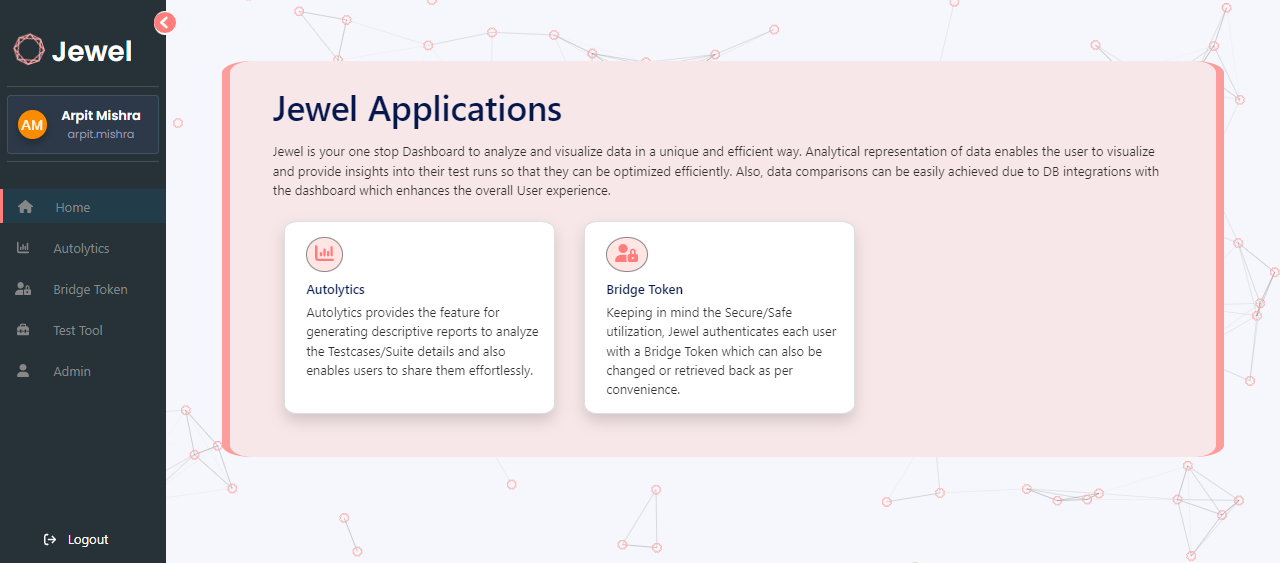 Jewel
AM
Arpit Mishra
arpit.mishra
Home
Autolytics
Bridge Token
Test Tool
Admin
Logout
Jewel Applications
Jewel is your one stop Dashboard to analyze and visualize data in a unique and efficient way. Analytical representation of data enables the user to visualize
and provide insights into their test runs so that they can be optimized efficiently. Also, data comparisons can be easily achieved due to DB integrations with
the dashboard which enhances the overall User experience.
Autolytics
Autolytics provides the feature for
generating descriptive reports to analyze
the Testcases/Suite details and also
enables users to share them effortlessly.
Bridge Token
Keeping in mind the Secure/Safe
utilization, Jewel authenticates each user
with a Bridge Token which can also be
changed or retrieved back as per
convenience.